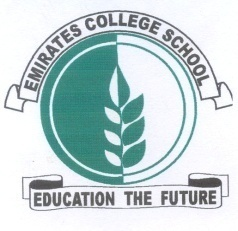 EMIRATES COLLEGE SCHOOL
EDUCATION THE FUTURE